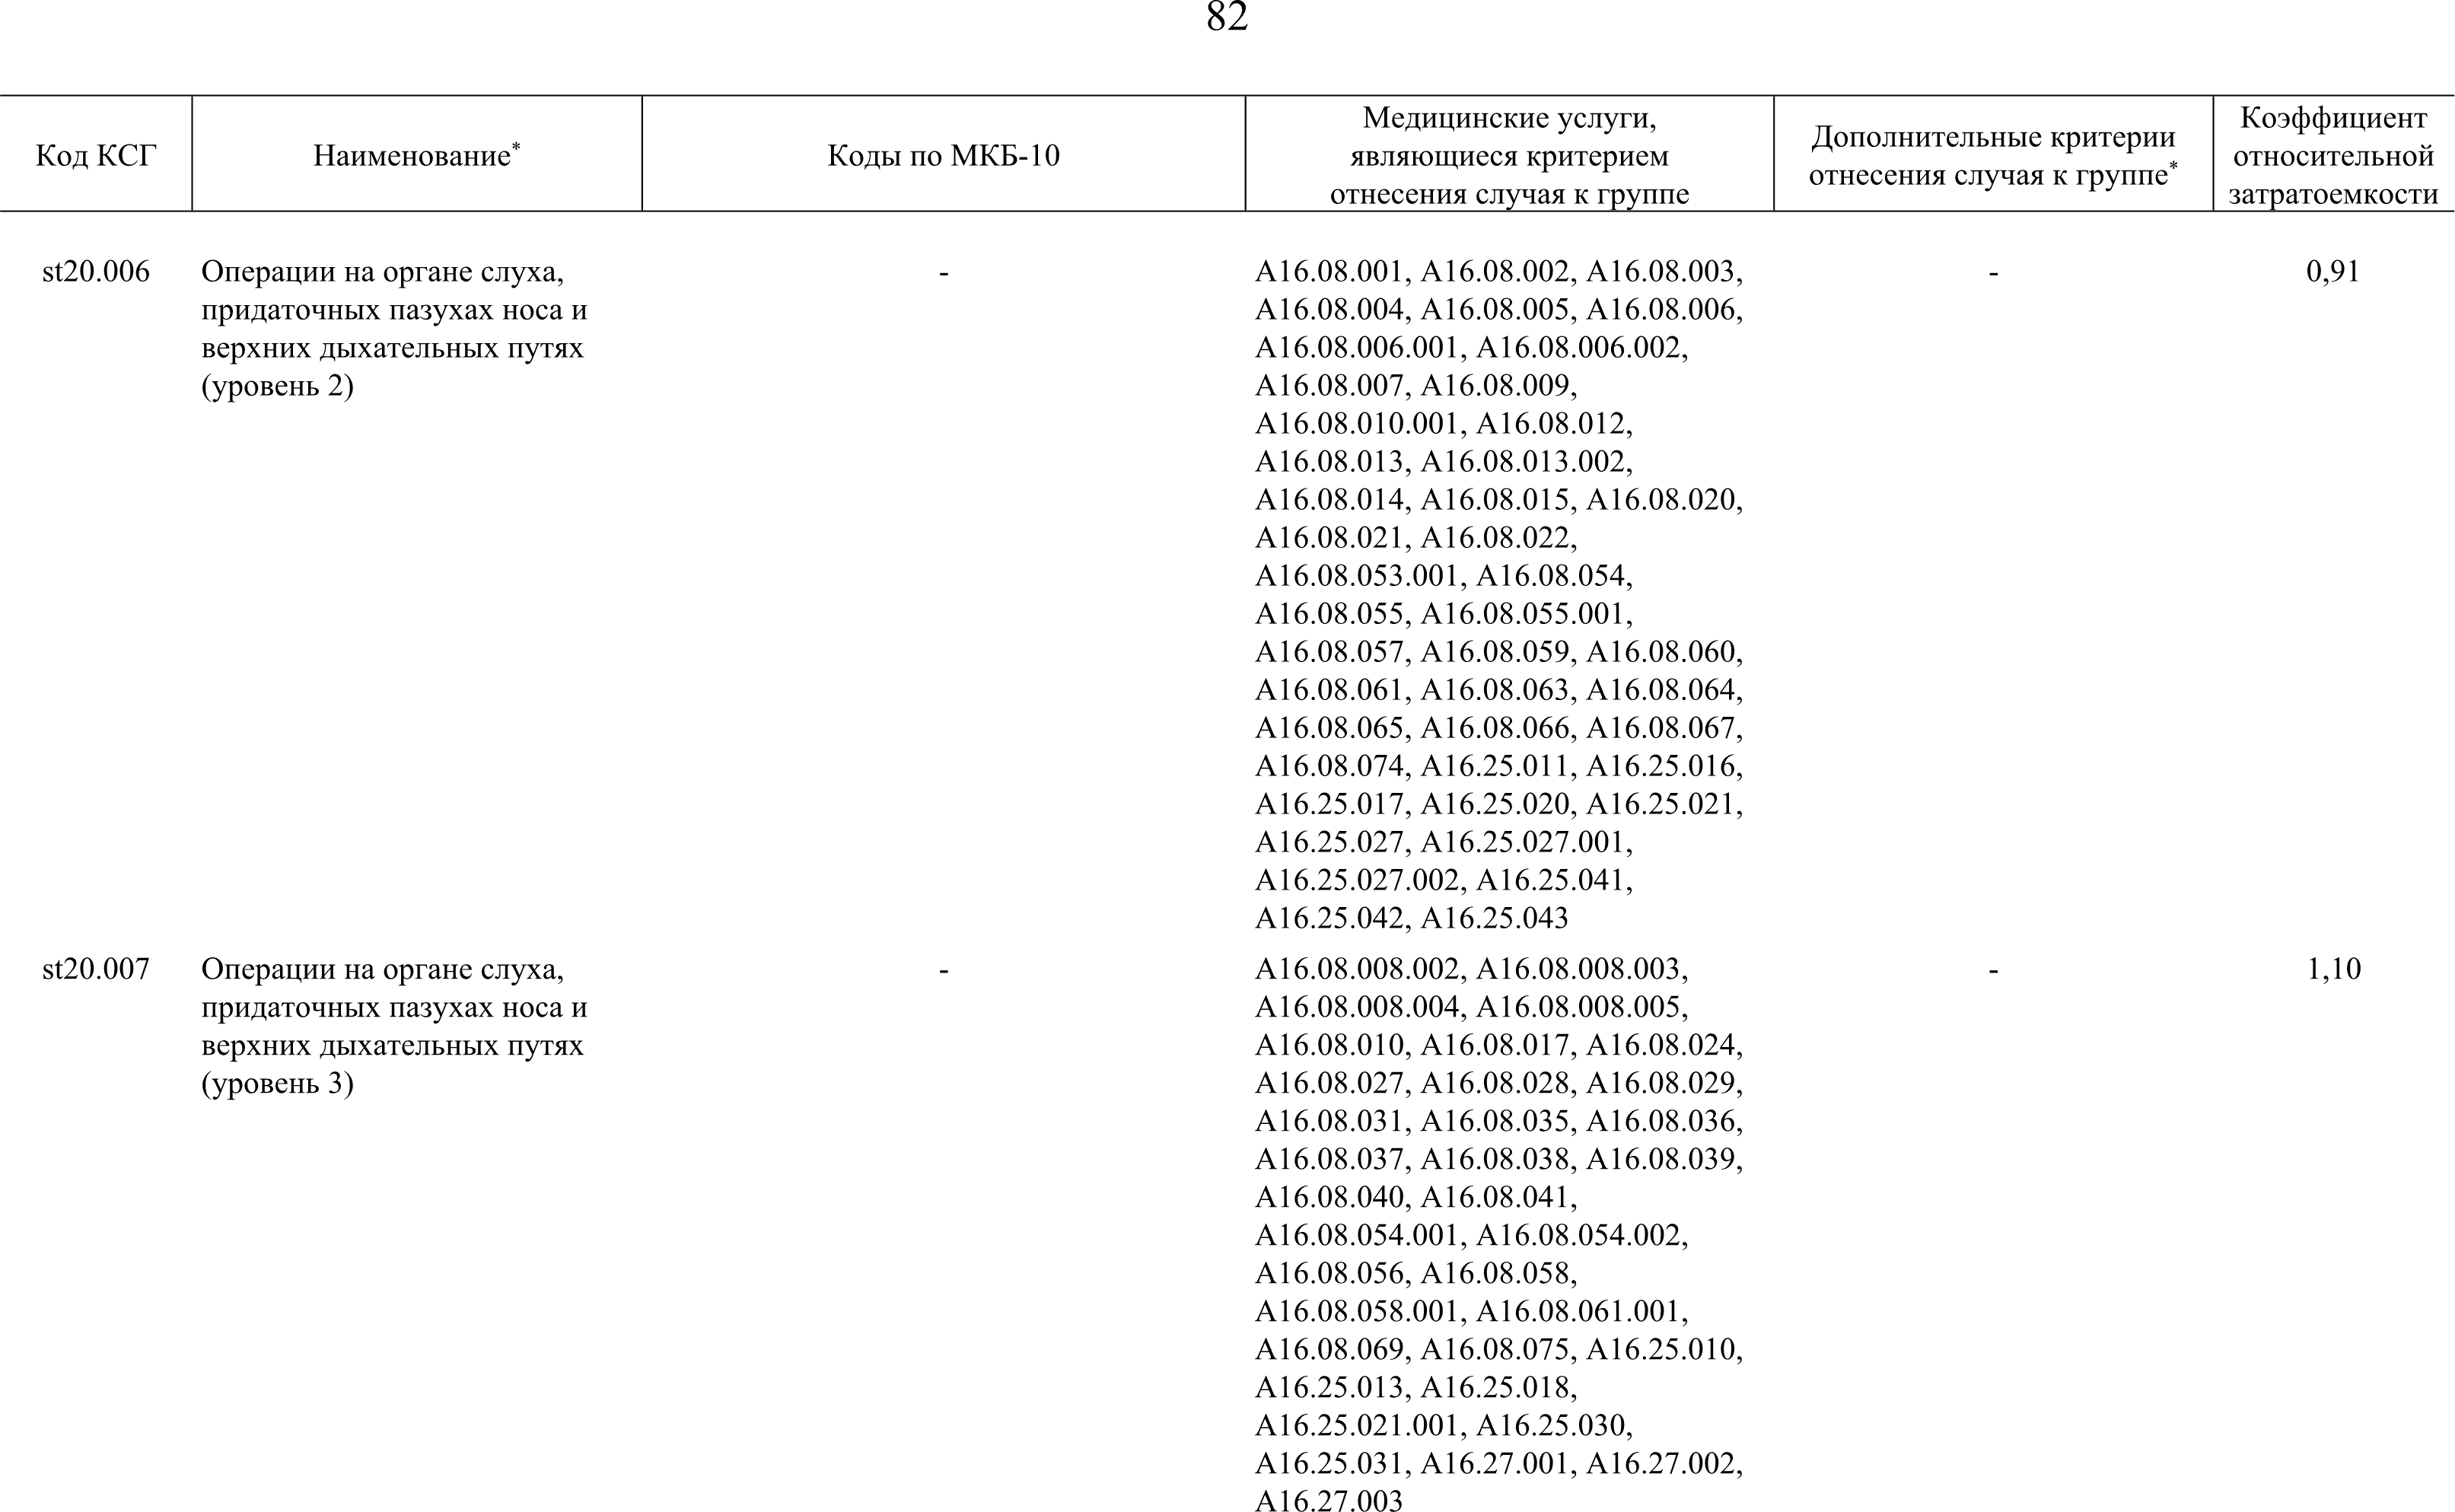 82
Код КСГ
Наименование*
Коды по МКБ-10
Медицинские услуги,
являющиеся критерием
отнесения случая к группе
Дополнительные критерии
отнесения случая к группе*
Коэффициент
относительной
затратоемкости
st20.006
Операции на органе слуха,
придаточных пазухах носа и
верхних дыхательных путях
(уровень 2)
-
A16.08.001, A16.08.002, A16.08.003,
A16.08.004, A16.08.005, A16.08.006,
A16.08.006.001, A16.08.006.002,
A16.08.007, A16.08.009,
A16.08.010.001, A16.08.012,
A16.08.013, A16.08.013.002,
A16.08.014, A16.08.015, A16.08.020,
A16.08.021, A16.08.022,
A16.08.053.001, A16.08.054,
A16.08.055, A16.08.055.001,
A16.08.057, A16.08.059, A16.08.060,
A16.08.061, A16.08.063, A16.08.064,
A16.08.065, A16.08.066, A16.08.067,
A16.08.074, A16.25.011, A16.25.016,
A16.25.017, A16.25.020, A16.25.021,
A16.25.027, A16.25.027.001,
A16.25.027.002, A16.25.041,
A16.25.042, A16.25.043
-
0,91
st20.007
Операции на органе слуха,
придаточных пазухах носа и
верхних дыхательных путях
(уровень 3)
-
A16.08.008.002, A16.08.008.003,
A16.08.008.004, A16.08.008.005,
A16.08.010, A16.08.017, A16.08.024,
A16.08.027, A16.08.028, A16.08.029,
A16.08.031, A16.08.035, A16.08.036,
A16.08.037, A16.08.038, A16.08.039,
A16.08.040, A16.08.041,
A16.08.054.001, A16.08.054.002,
A16.08.056, A16.08.058,
A16.08.058.001, A16.08.061.001,
A16.08.069, A16.08.075, A16.25.010,
A16.25.013, A16.25.018,
A16.25.021.001, A16.25.030,
A16.25.031, A16.27.001, A16.27.002,
A16.27.003
-
1,10